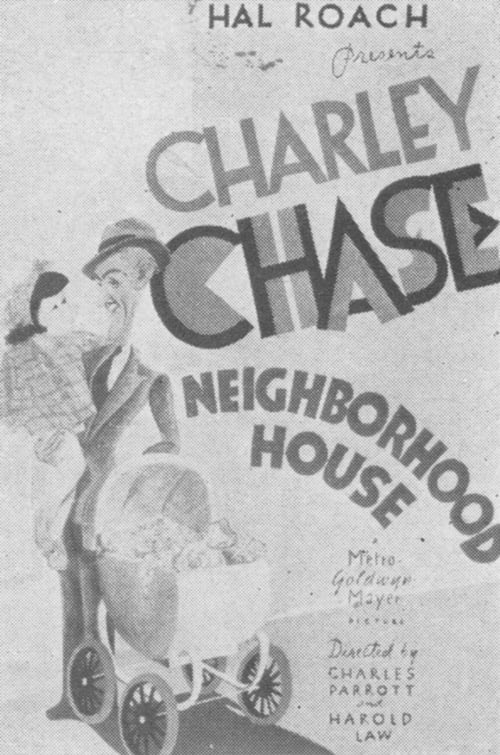 HAL ROACH
Presents
CHARLEY
CHASE
NEIGHBORHOOD
HOUSE
A
Metro-
Goldwyn-
Mayer
PICTURE
Directed by
CHARLES
PARROTT
and
HAROLD
LAW